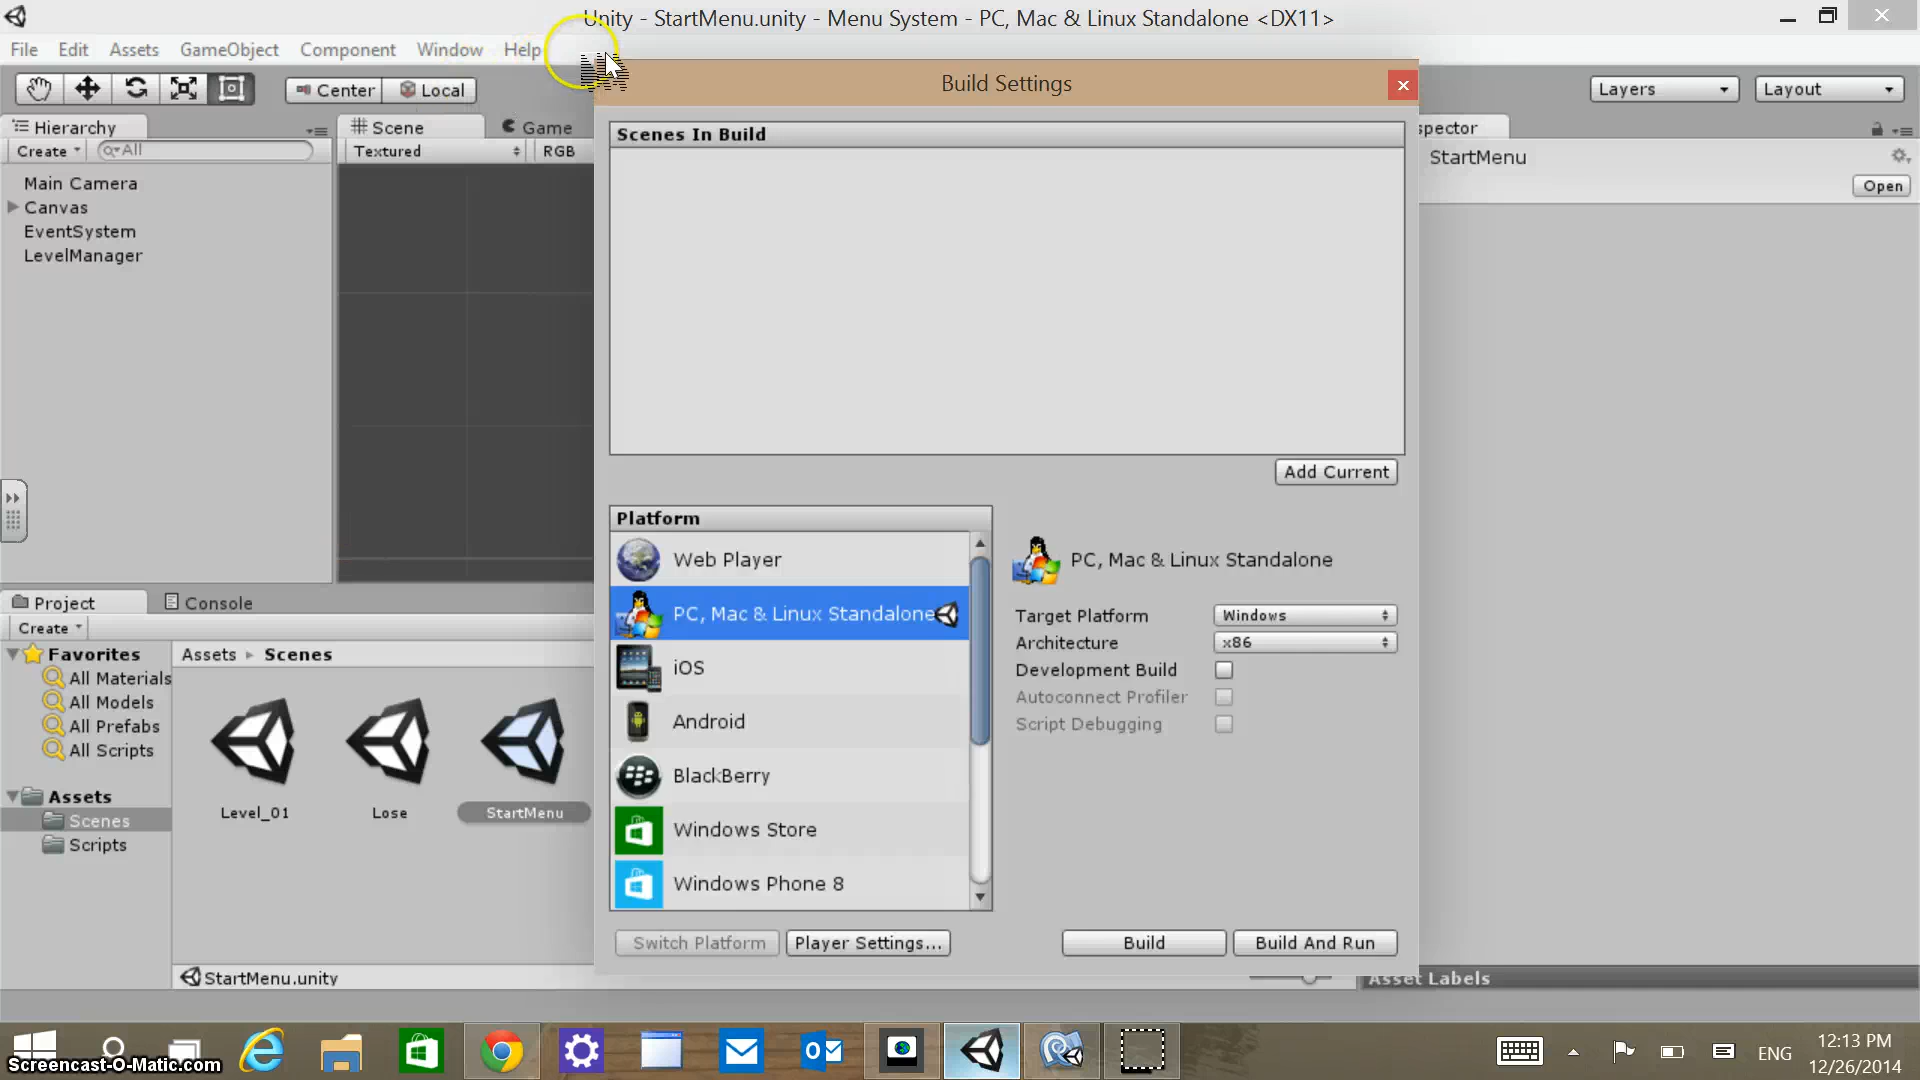 Unity - StartMenu.unity - Menu System - PC, Mac & Linux Standalone <DX11>
File Edit Assets GameObject Component Window Help
Build Settings
Center Local
Layers Layout
Hierarchy
Scene Game
spector
Create All
Textured RGB
Scenes In Build
StartMenu
Open
Main Camera
Canvas
EventSystem
LevelManager
Add Current
Platform
Web Player
PC, Mac & Linux Standalone
iOS
Android
BlackBerry
Windows Store
Windows Phone 8
PC, Mac & Linux Standalone
Target Platform Windows
Architecture x86
Development Build
Autoconnect Profiler
Script Debugging
Switch Platform Player Settings... Build Build And Run
Project Console
Create
Favorites
All Materials
All Models
All Prefabs
All Scripts
Assets
Scenes
Scripts
Assets Scenes
Level_01 Lose StartMenu
StartMenu.unity
Asset Labels
Screencast-O-Matic.com
ENG
12:13 PM
12/26/2014